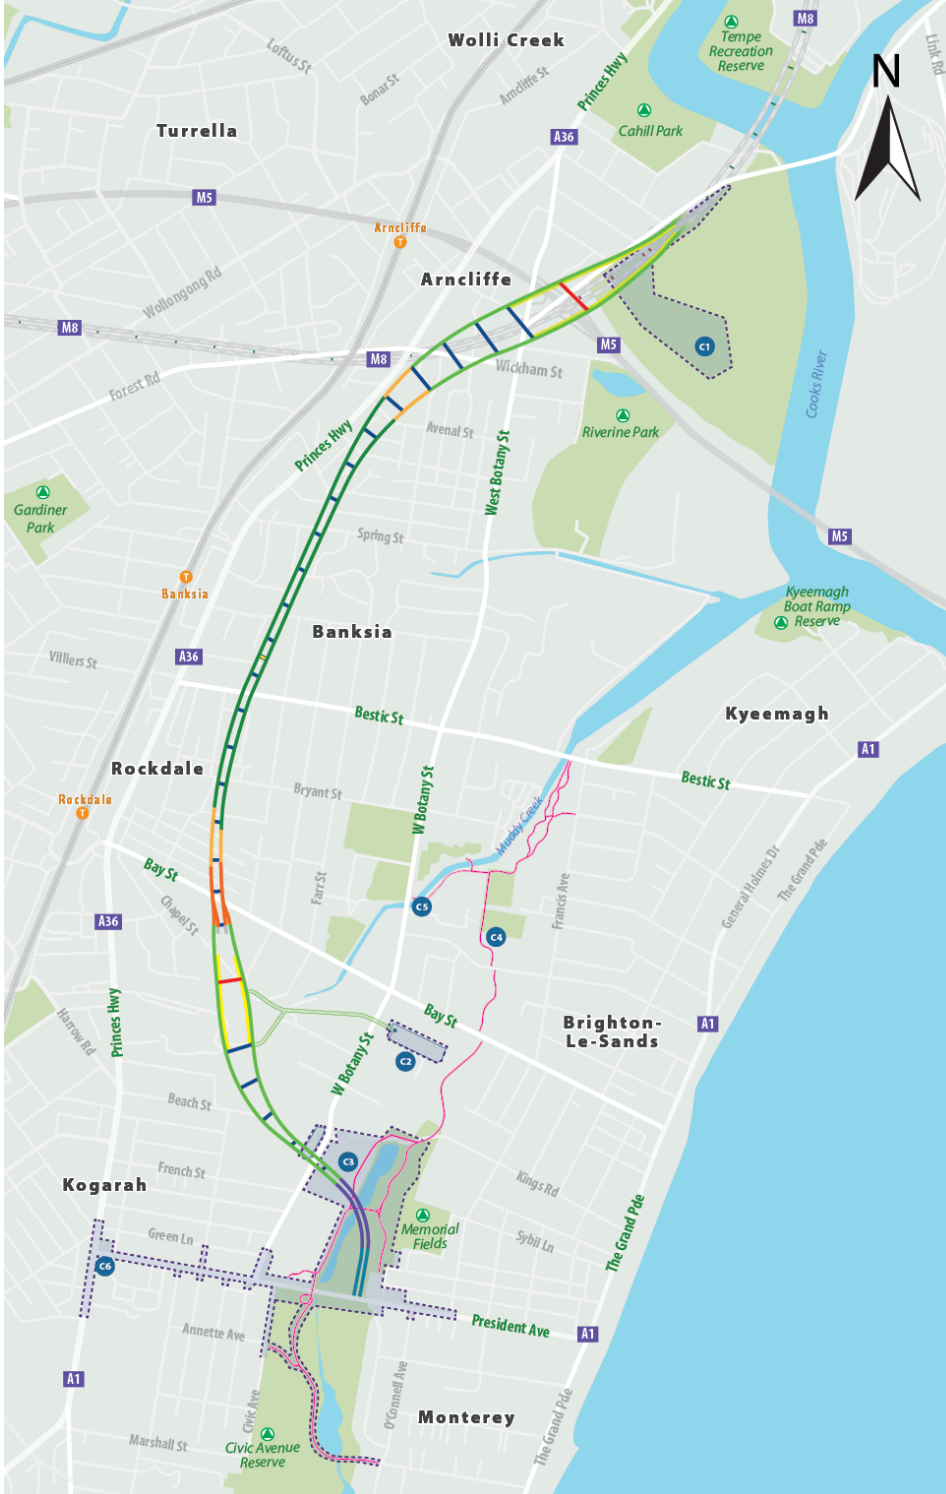 Wolli Creek
Loftus St
Bonar St
Arncliffe St
Princes Hwy
M8
Tempe
Recreation
Reserve
Link Rd
N
Turrella
A36
Cahill Park
M5
Arncliffe
T
Arncliffe
Wollongong Rd
M8
M8
M5
C1
Wickham St
Forest Rd
Cooks River
Princes Hwy
Avenal St
Riverine Park
West Botany St
Gardiner
Park
Spring St
M5
T
Banksia
Kyeemagh
Boat Ramp
Reserve
Banksia
Villiers St
A36
Bestic St
Kyeemagh
A1
Rockdale
Bestic St
Rockdale
T
Bryant St
W Botany St
Muddy Creek
Bay St
Farr St
General Holmes Dr
The Grand Pde
Chapel St
C5
Francis Ave
A36
C4
Princes Hwy
Harrow Rd
Bay St
Brighton-
Le-Sands
A1
W Botany St
C2
Beach St
French St
C3
Kogarah
Kings Rd
Memorial
Fields
Sybil Ln
The Grand Pde
Green Ln
C6
Annette Ave
President Ave
A1
A1
Civic Ave
O'Connell Ave
Monterey
The Grand Pde
Marshall St
Civic Avenue
Reserve